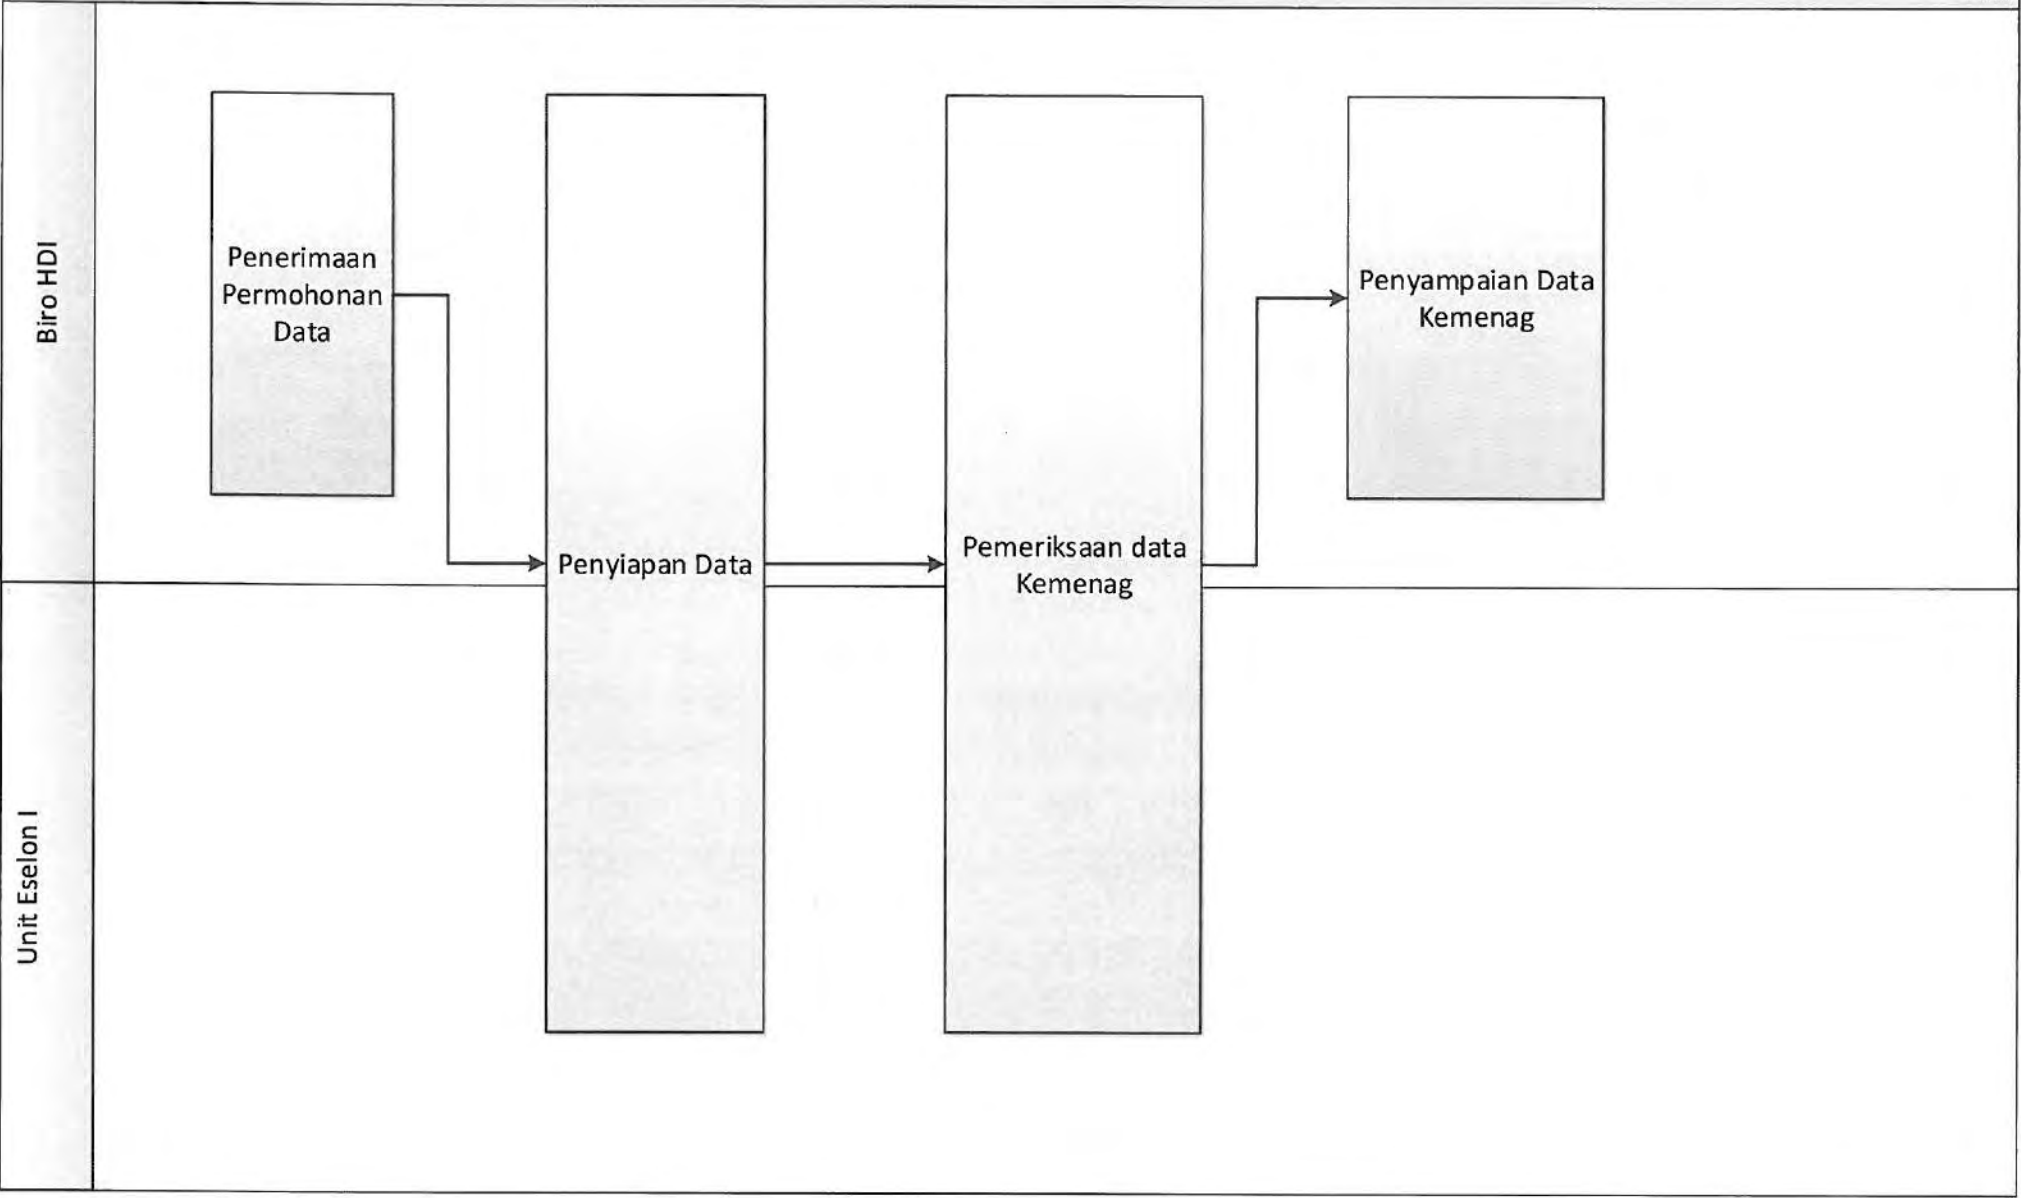 Biro HDI
Penerimaan
Permohonan
Data
Penyiapan Data
Pemeriksaan data
Kemenag
Penyampaian Data
Kemenag
Unit Eselon I